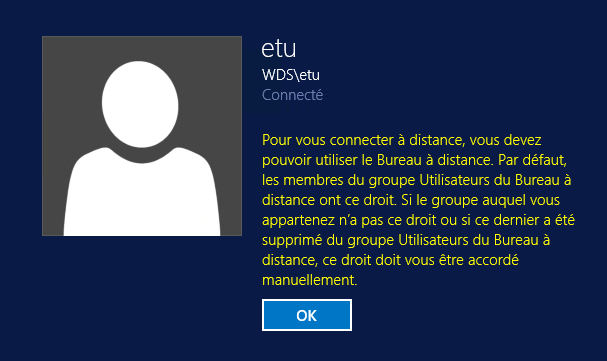 etu
WDS\etu
Connecté
Pour vous connecter à distance, vous devez
pouvoir utiliser le Bureau à distance. Par défaut,
les membres du groupe Utilisateurs du Bureau à
distance ont ce droit. Si le groupe auquel vous
appartenez n'a pas ce droit ou si ce dernier a été
supprimé du groupe Utilisateurs du Bureau à
distance, ce droit doit vous être accordé
manuellement.
OK